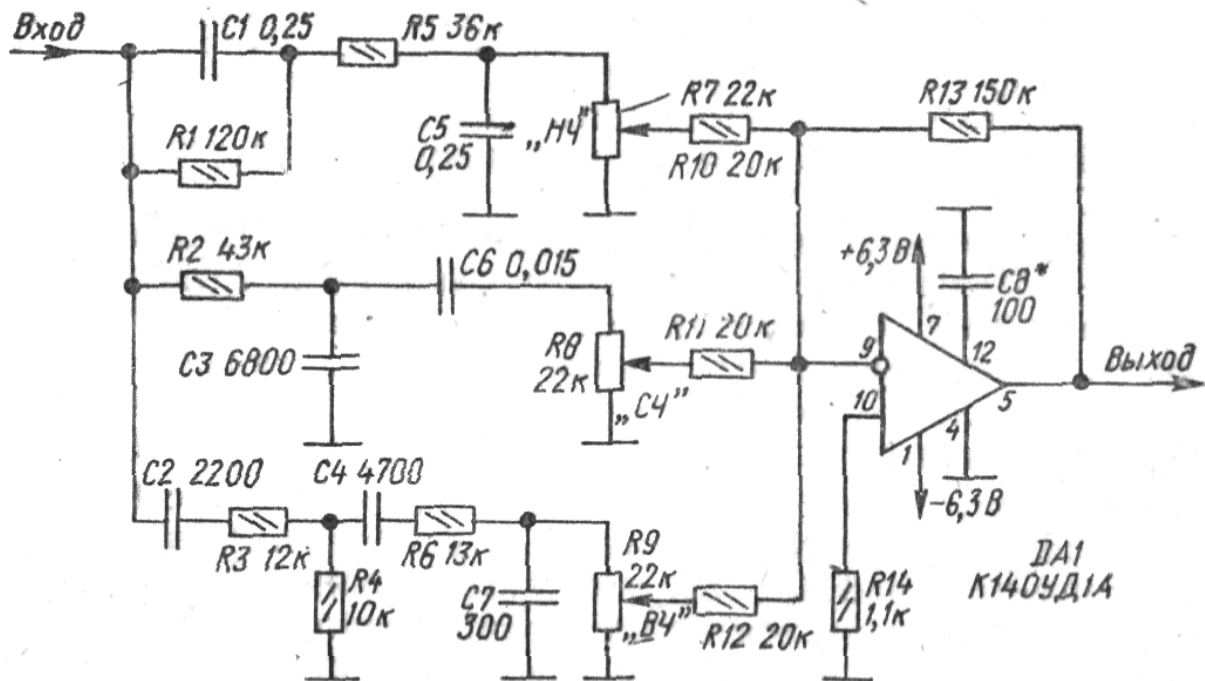 Вход
C1 0,25
R5 36к
R1 120к
C5
0,25
„НЧ"
R7 22к
R10 20к
R13 150к
R2 43к
C6 0,015
C3 6800
R8
22к
„СЧ"
R11 20к
+6,3В
C8*
100
7
9
12
10
5
4
1
-6,3В
Выход
C2 2200
C4 4700
R3 12к
R6 13к
R4
10к
C7
300
R9
22к
„ВЧ"
R12 20к
R14
1,1к
DA1
К140УД1А